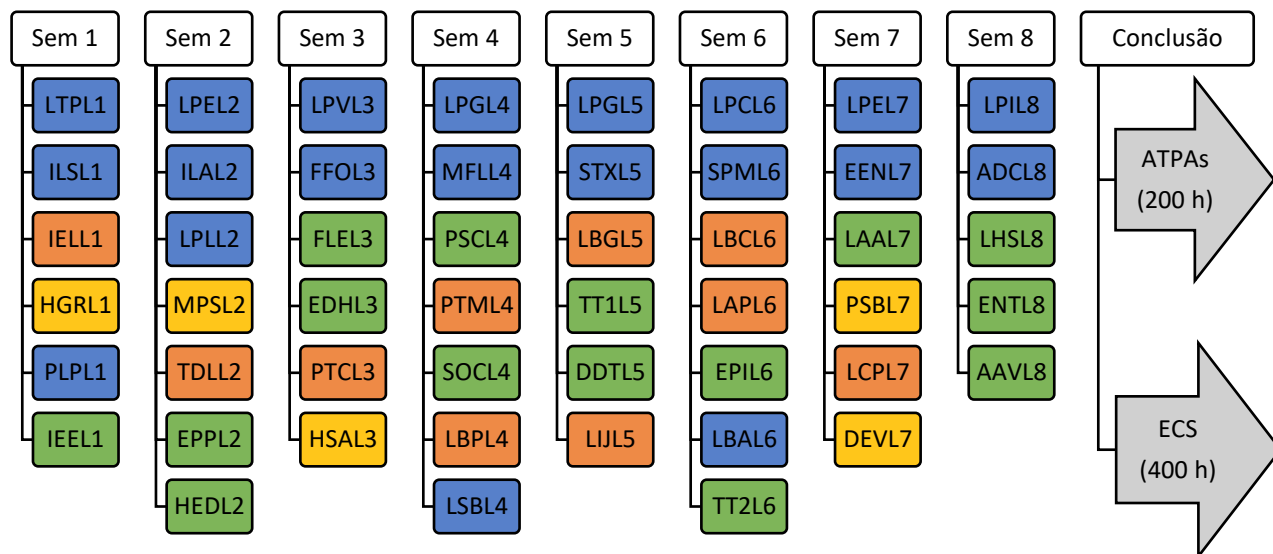 Sem 1
LTPL1
ILSL1
IELL1
HGRL1
PLPL1
IEEL1
Sem 2
LPEL2
ILAL2
LPLL2
MPSL2
TDLL2
EPPL2
HEDL2
Sem 3
LPVL3
FFOL3
FLEL3
EDHL3
PTCL3
HSAL3
Sem 4
LPGL4
MFLL4
PSCL4
PTML4
SOCL4
LBPL4
LSBL4
Sem 5
LPGL5
STXL5
LBGL5
TT1L5
DDTL5
LIJL5
Sem 6
LPCL6
SPML6
LBCL6
LAPL6
EPIL6
LBAL6
TT2L6
Sem 7
LPEL7
EENL7
LAAL7
PSBL7
LCPL7
DEVL7
Sem 8
LPIL8
ADCL8
LHSL8
ENTL8
AAVL8
Conclusão
ATPAs
(200 h)
ECS
(400 h)